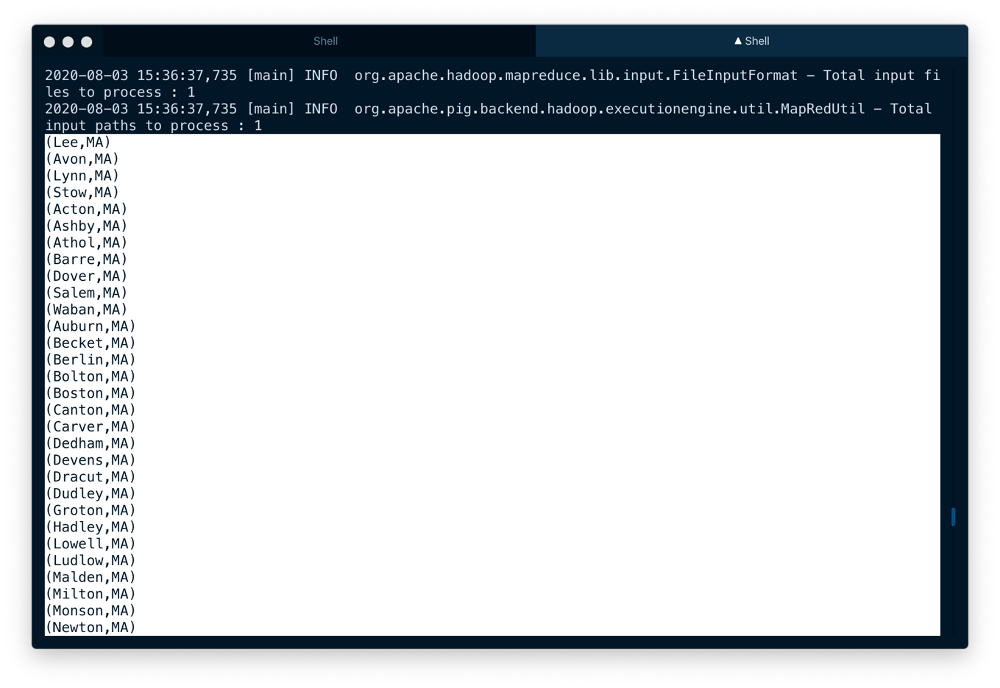 Shell
▲ Shell
2020-08-03 15:36:37,735 [main] INFO  org.apache.hadoop.mapreduce.lib.input.FileInputFormat - Total input fi
les to process : 1
2020-08-03 15:36:37,735 [main] INFO  org.apache.pig.backend.hadoop.executionengine.util.MapRedUtil - Total
input paths to process : 1
(Lee,MA)
(Avon,MA)
(Lynn,MA)
(Stow,MA)
(Acton,MA)
(Ashby,MA)
(Athol,MA)
(Barre,MA)
(Dover,MA)
(Salem,MA)
(Waban,MA)
(Auburn,MA)
(Becket,MA)
(Berlin,MA)
(Bolton,MA)
(Boston,MA)
(Canton,MA)
(Carver,MA)
(Dedham,MA)
(Devens,MA)
(Dracut,MA)
(Dudley,MA)
(Groton,MA)
(Hadley,MA)
(Lowell,MA)
(Ludlow,MA)
(Malden,MA)
(Milton,MA)
(Monson,MA)
(Newton,MA)